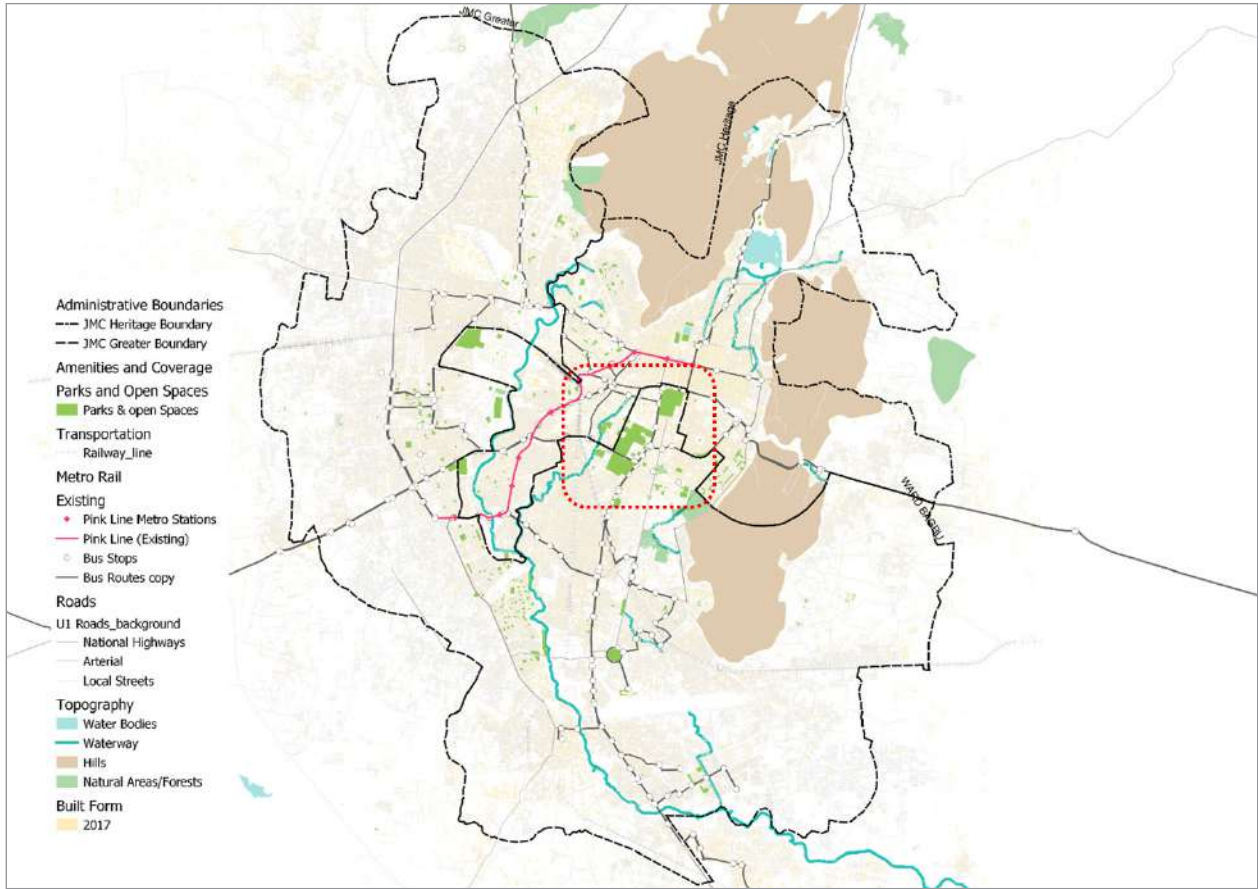 JMC Greater
JMC Heritage
WARD BAGRU
Administrative Boundaries
JMC Heritage Boundary
JMC Greater Boundary
Amenities and Coverage
Parks and Open Spaces
Parks & open Spaces
Transportation
Railway_line
Metro Rail
Existing
Pink Line Metro Stations
Pink Line (Existing)
Bus Stops
Bus Routes copy
Roads
U1 Roads_background
National Highways
Arterial
Local Streets
Topography
Water Bodies
Waterway
Hills
Natural Areas/Forests
Built Form
2017